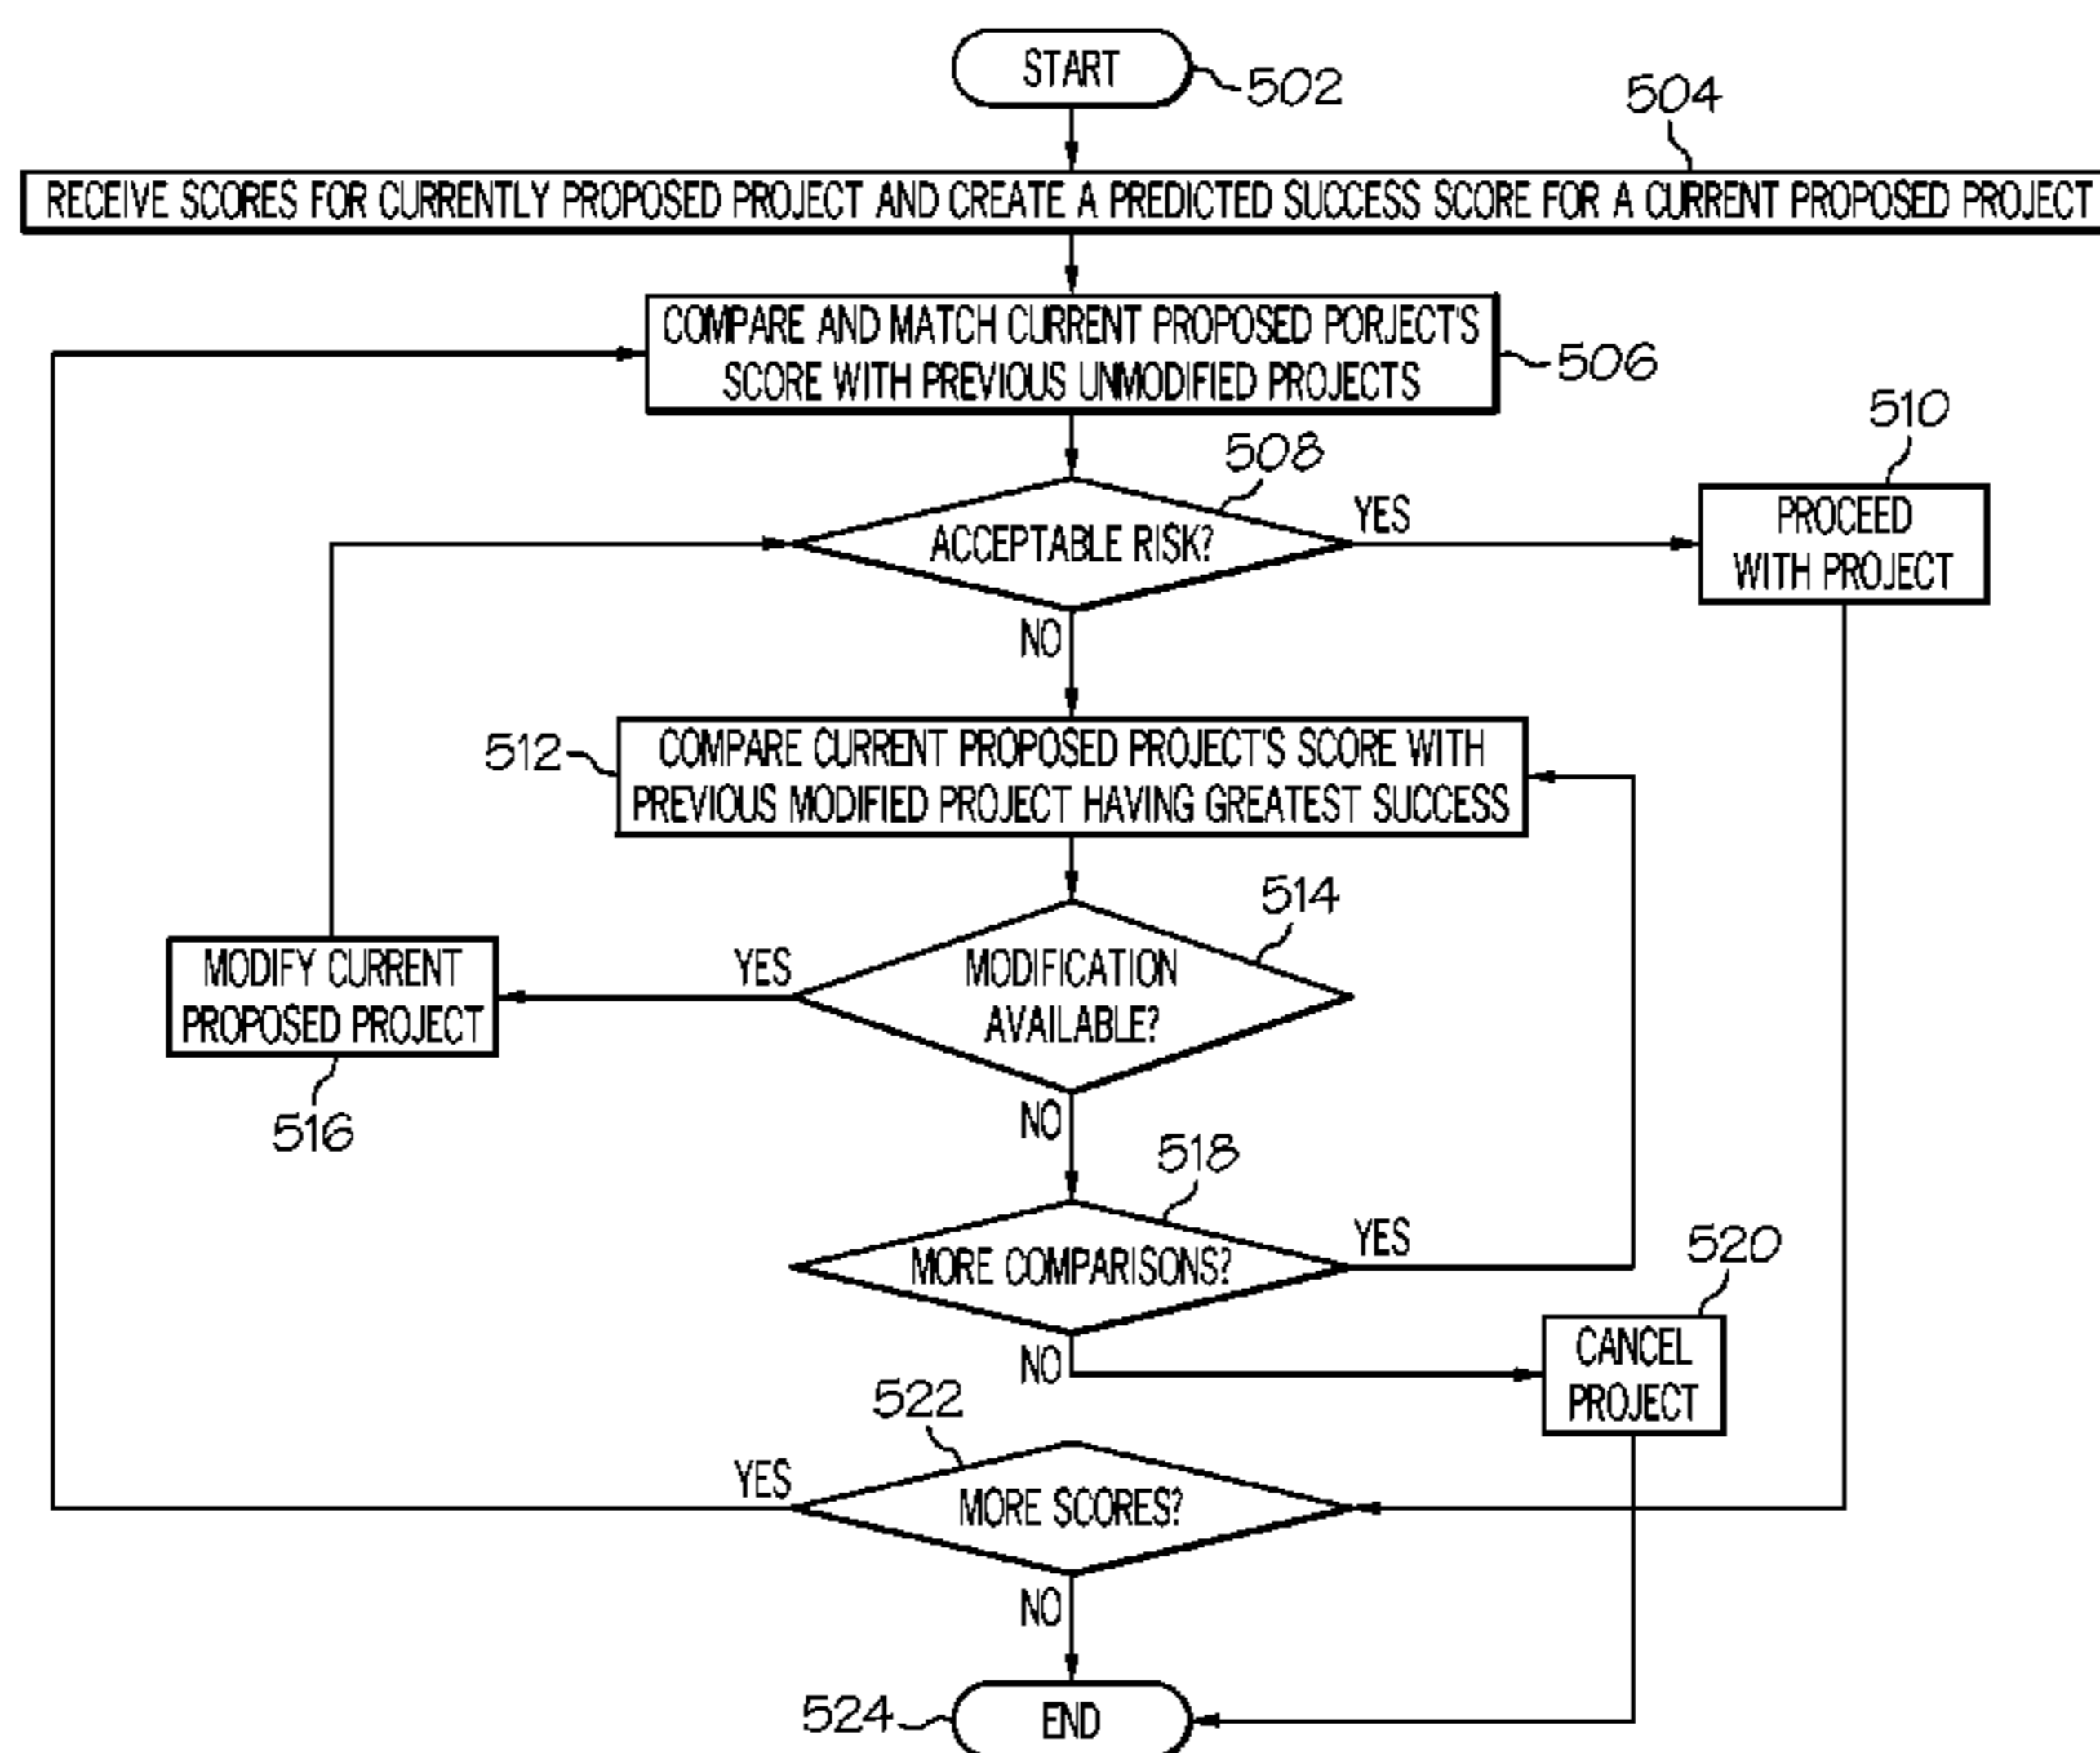 START
502
504
RECEIVE SCORES FOR CURRENTLY PROPOSED PROJECT AND CREATE A PREDICTED SUCCESS SCORE FOR A CURRENT PROPOSED PROJECT
COMPARE AND MATCH CURRENT PROPOSED PORJECT'S
SCORE WITH PREVIOUS UNMODIFIED PROJECTS
506
508
510
ACCEPTABLE RISK?
YES
PROCEED
WITH PROJECT
NO
512
COMPARE CURRENT PROPOSED PROJECT'S SCORE WITH
PREVIOUS MODIFIED PROJECT HAVING GREATEST SUCCESS
514
MODIFICATION
AVAILABLE?
YES
MODIFY CURRENT
PROPOSED PROJECT
516
NO
518
MORE COMPARISONS?
YES
520
NO
CANCEL
PROJECT
522
YES
MORE SCORES?
NO
524
END